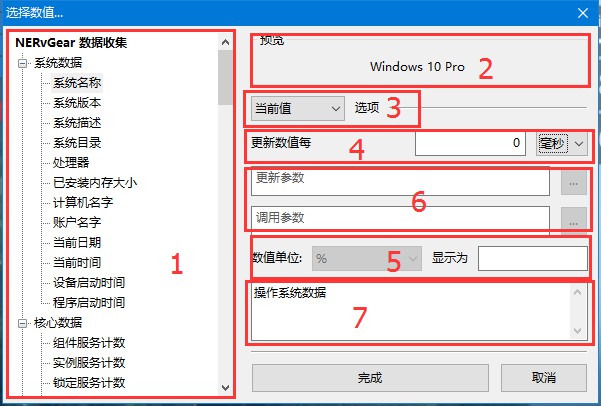 选择数值...
NERvGear 数据收集
系统数据
系统名称
系统版本
系统描述
系统目录
处理器
已安装内存大小
计算机名字
账户名字
当前日期
当前时间
设备启动时间
程序启动时间
核心数据
组件服务计数
实例服务计数
锁定服务计数
1
预览
Windows 10 Pro
2
当前值 选项
3
更新数值每 0 毫秒
4
更新参数 ...
调用参数 ...
6
数值单位: % 显示为
5
操作系统数据
7
完成 取消